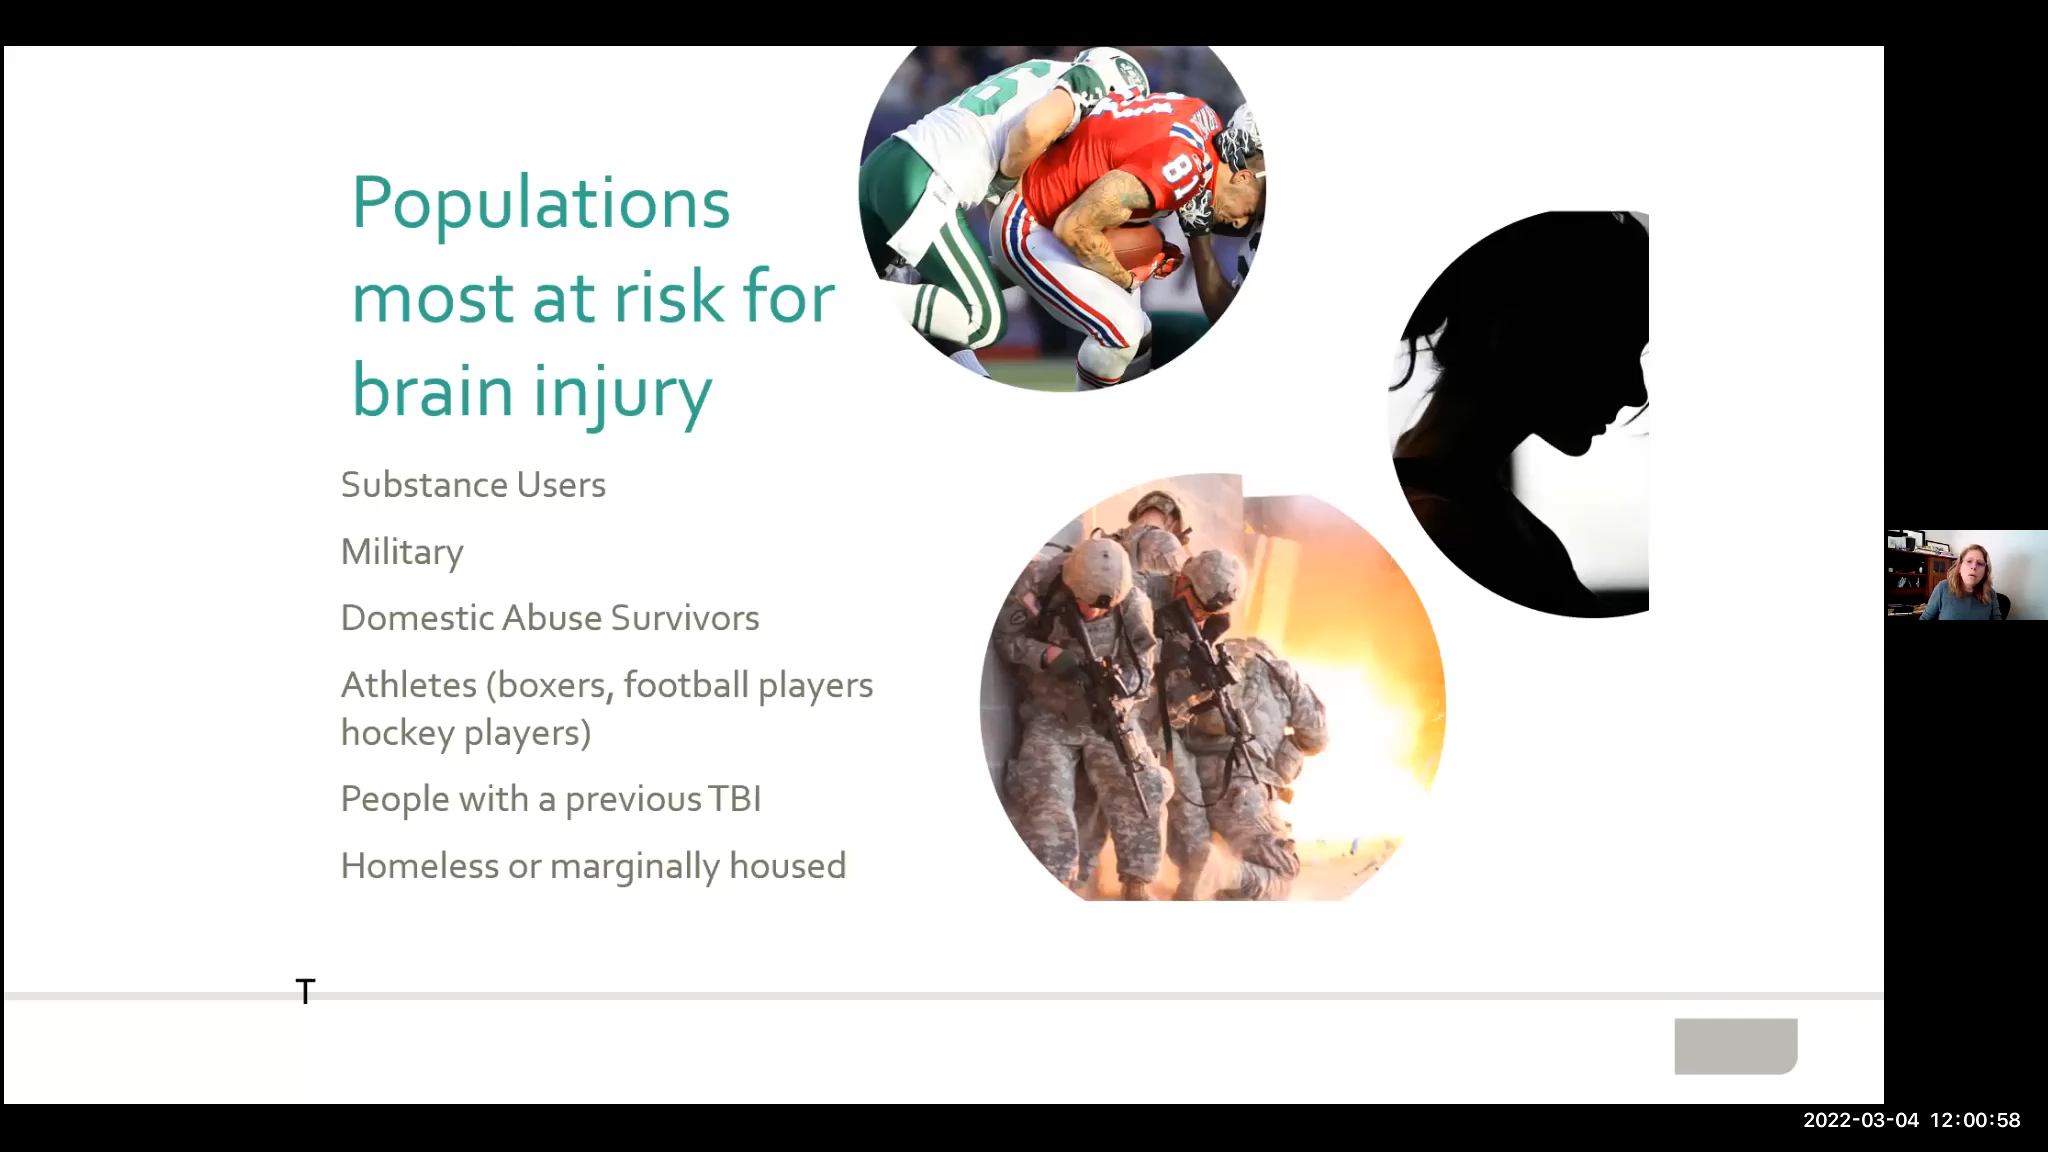 Populations
most at risk for
brain injury
Substance Users
Military
Domestic Abuse Survivors
Athletes (boxers, football players
hockey players)
People with a previous TBI
Homeless or marginally housed
T
81
2022-03-04 12:00:58